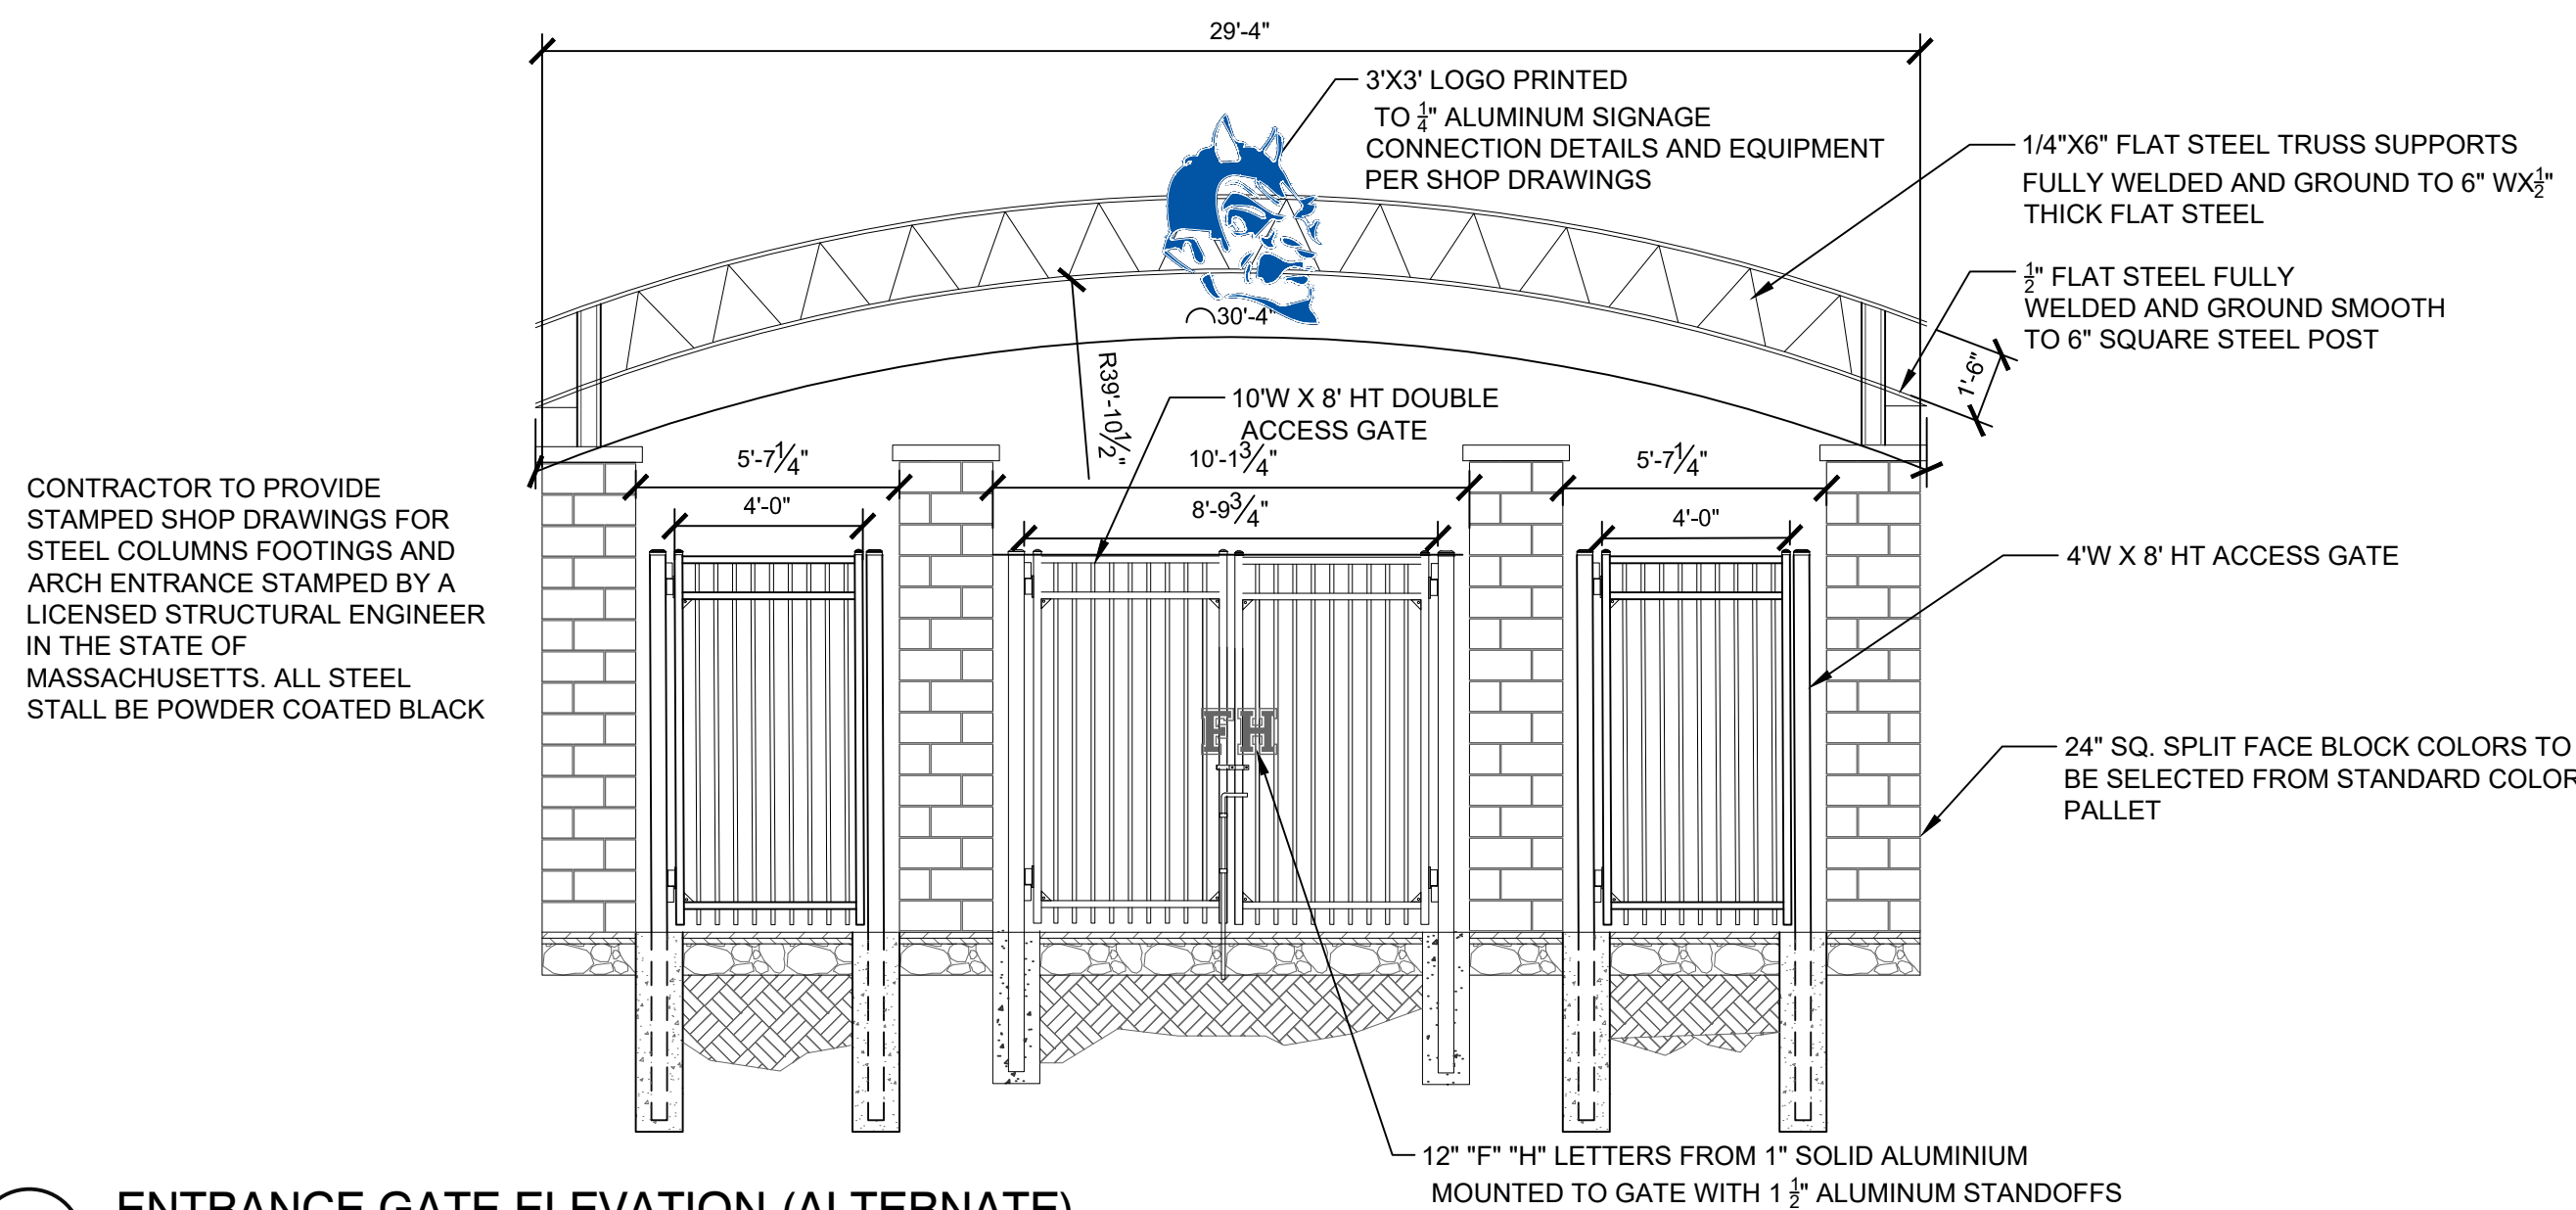 29'-4"
3'X3' LOGO PRINTED
TO 1/4" ALUMINUM SIGNAGE
CONNECTION DETAILS AND EQUIPMENT
PER SHOP DRAWINGS
1/4"X6" FLAT STEEL TRUSS SUPPORTS
FULLY WELDED AND GROUND TO 6" WX1/2"
THICK FLAT STEEL
1/2" FLAT STEEL FULLY
WELDED AND GROUND SMOOTH
TO 6" SQUARE STEEL POST
30'-4"
1'-6"
R39'-10 1/2"
10'W X 8' HT DOUBLE
ACCESS GATE
5'-7 1/4"
10'-1 3/4"
5'-7 1/4"
4'-0"
8'-9 3/4"
4'-0"
CONTRACTOR TO PROVIDE
STAMPED SHOP DRAWINGS FOR
STEEL COLUMNS FOOTINGS AND
ARCH ENTRANCE STAMPED BY A
LICENSED STRUCTURAL ENGINEER
IN THE STATE OF
MASSACHUSETTS. ALL STEEL
STALL BE POWDER COATED BLACK
4'W X 8' HT ACCESS GATE
F H
24" SQ. SPLIT FACE BLOCK COLORS TO
BE SELECTED FROM STANDARD COLOR
PALLET
12" "F" "H" LETTERS FROM 1" SOLID ALUMINIUM
MOUNTED TO GATE WITH 1 1/2" ALUMINUM STANDOFFS
ENTRANCE GATE ELEVATION (ALTERNATE)